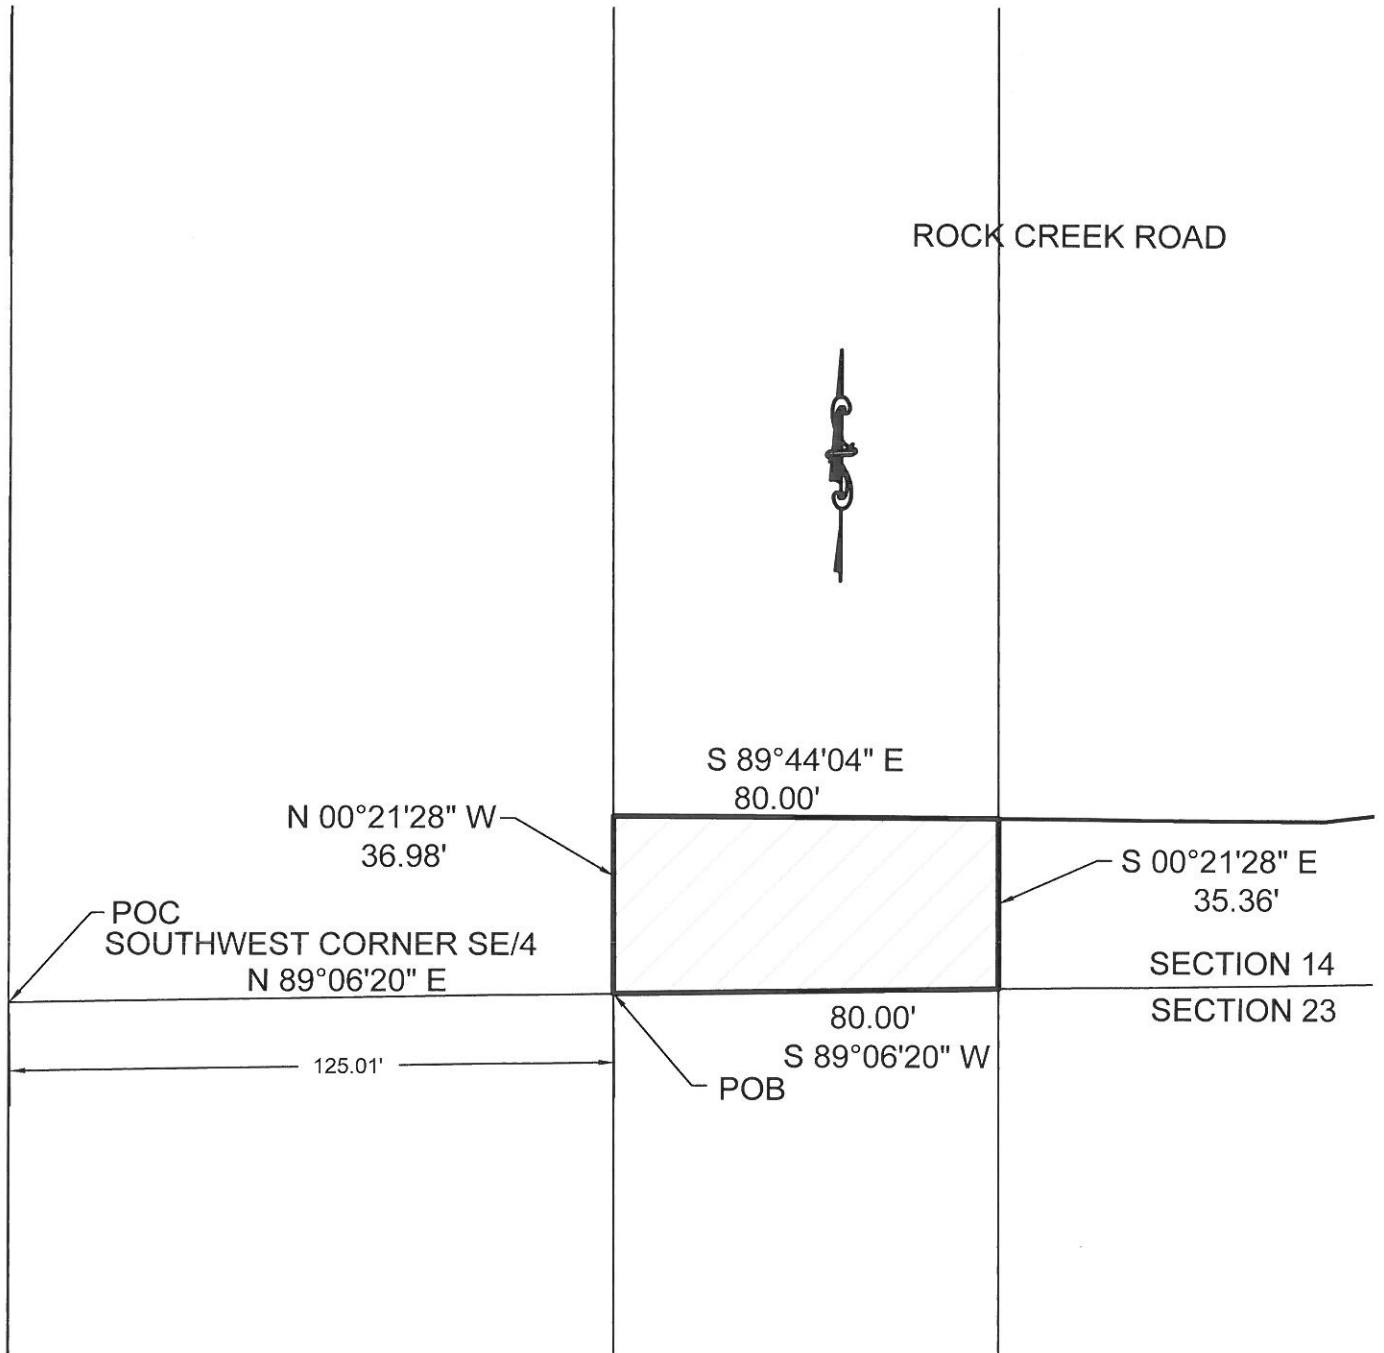 ROCK CREEK ROAD
S 89°44'04" E
80.00'
N 00°21'28" W
36.98'
S 00°21'28" E
35.36'
POC
SOUTHWEST CORNER SE/4
N 89°06'20" E
SECTION 14
SECTION 23
80.00'
S 89°06'20" W
125.01'
POB